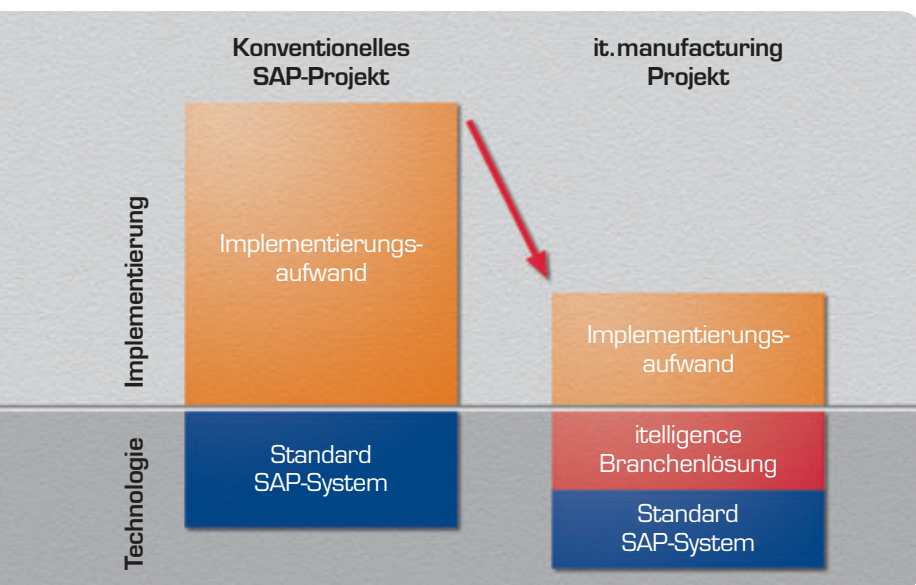 Konventionelles
SAP-Projekt
it.manufacturing
Projekt
Implementierung
Implementierungs-
aufwand
Implementierungs-
aufwand
Technologie
Standard
SAP-System
itelligence
Branchenlösung
Standard
SAP-System